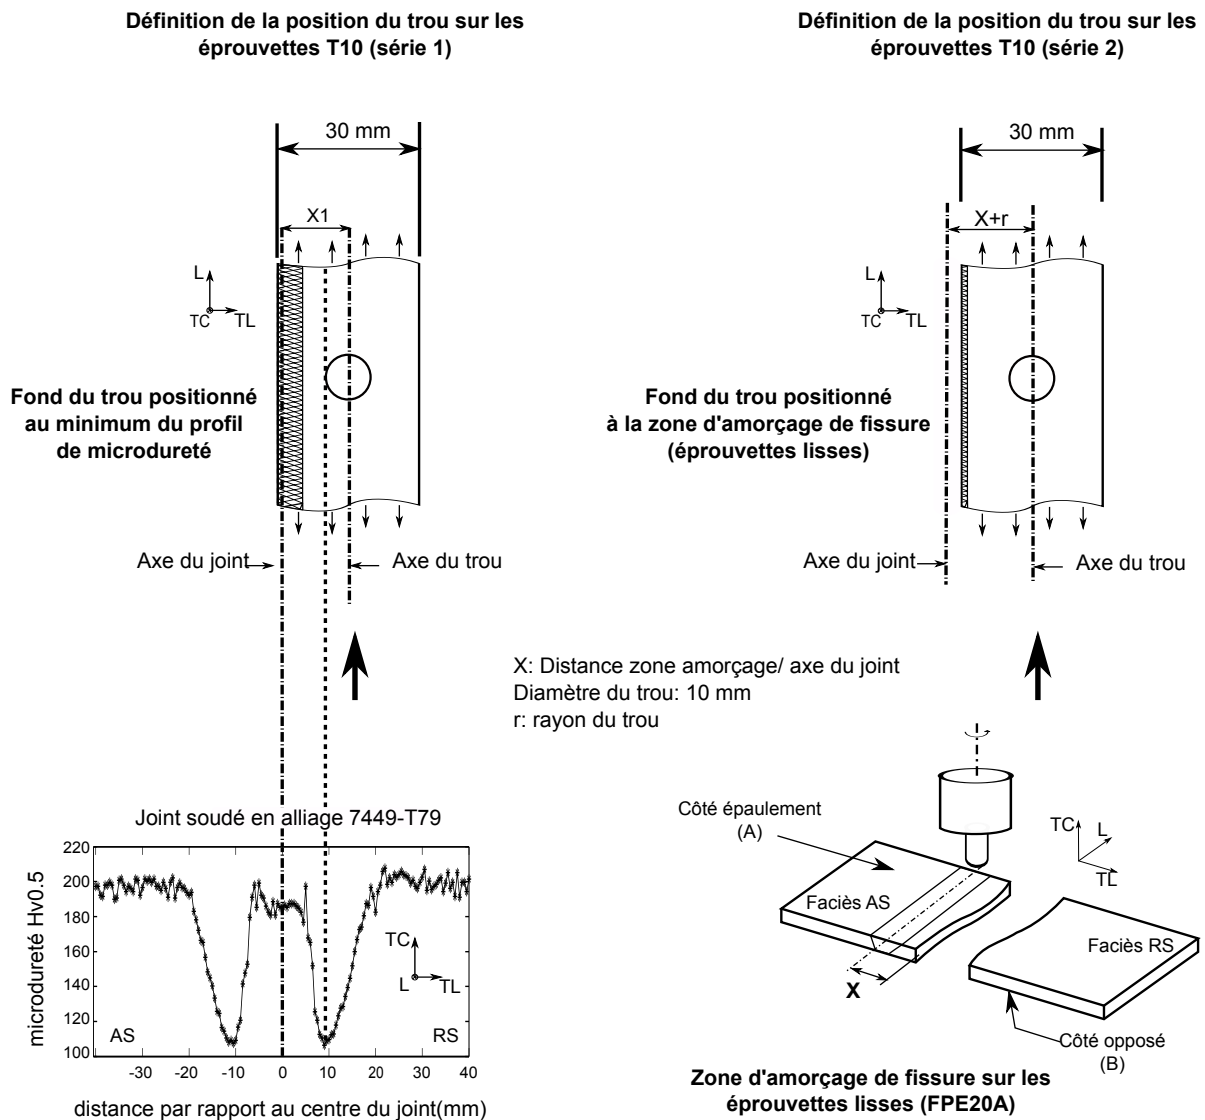 Définition de la position du trou sur les
éprouvettes T10 (série 1)
30 mm
X1
L
TC
TL
Fond du trou positionné
au minimum du profil
de microdureté
Axe du joint
Axe du trou
Définition de la position du trou sur les
éprouvettes T10 (série 2)
30 mm
X+r
L
TC
TL
Fond du trou positionné
à la zone d'amorçage de fissure
(éprouvettes lisses)
Axe du joint
Axe du trou
X: Distance zone amorçage/ axe du joint
Diamètre du trou: 10 mm
r: rayon du trou
Joint soudé en alliage 7449-T79
microdureté Hv0.5
220
200
180
160
140
120
100
TC
L
TL
AS
RS
-30
-20
-10
0
10
20
30
40
distance par rapport au centre du joint(mm)
Côté épaulement
(A)
TC
L
TL
Faciès AS
Faciès RS
X
Côté opposé
(B)
Zone d'amorçage de fissure sur les
éprouvettes lisses (FPE20A)